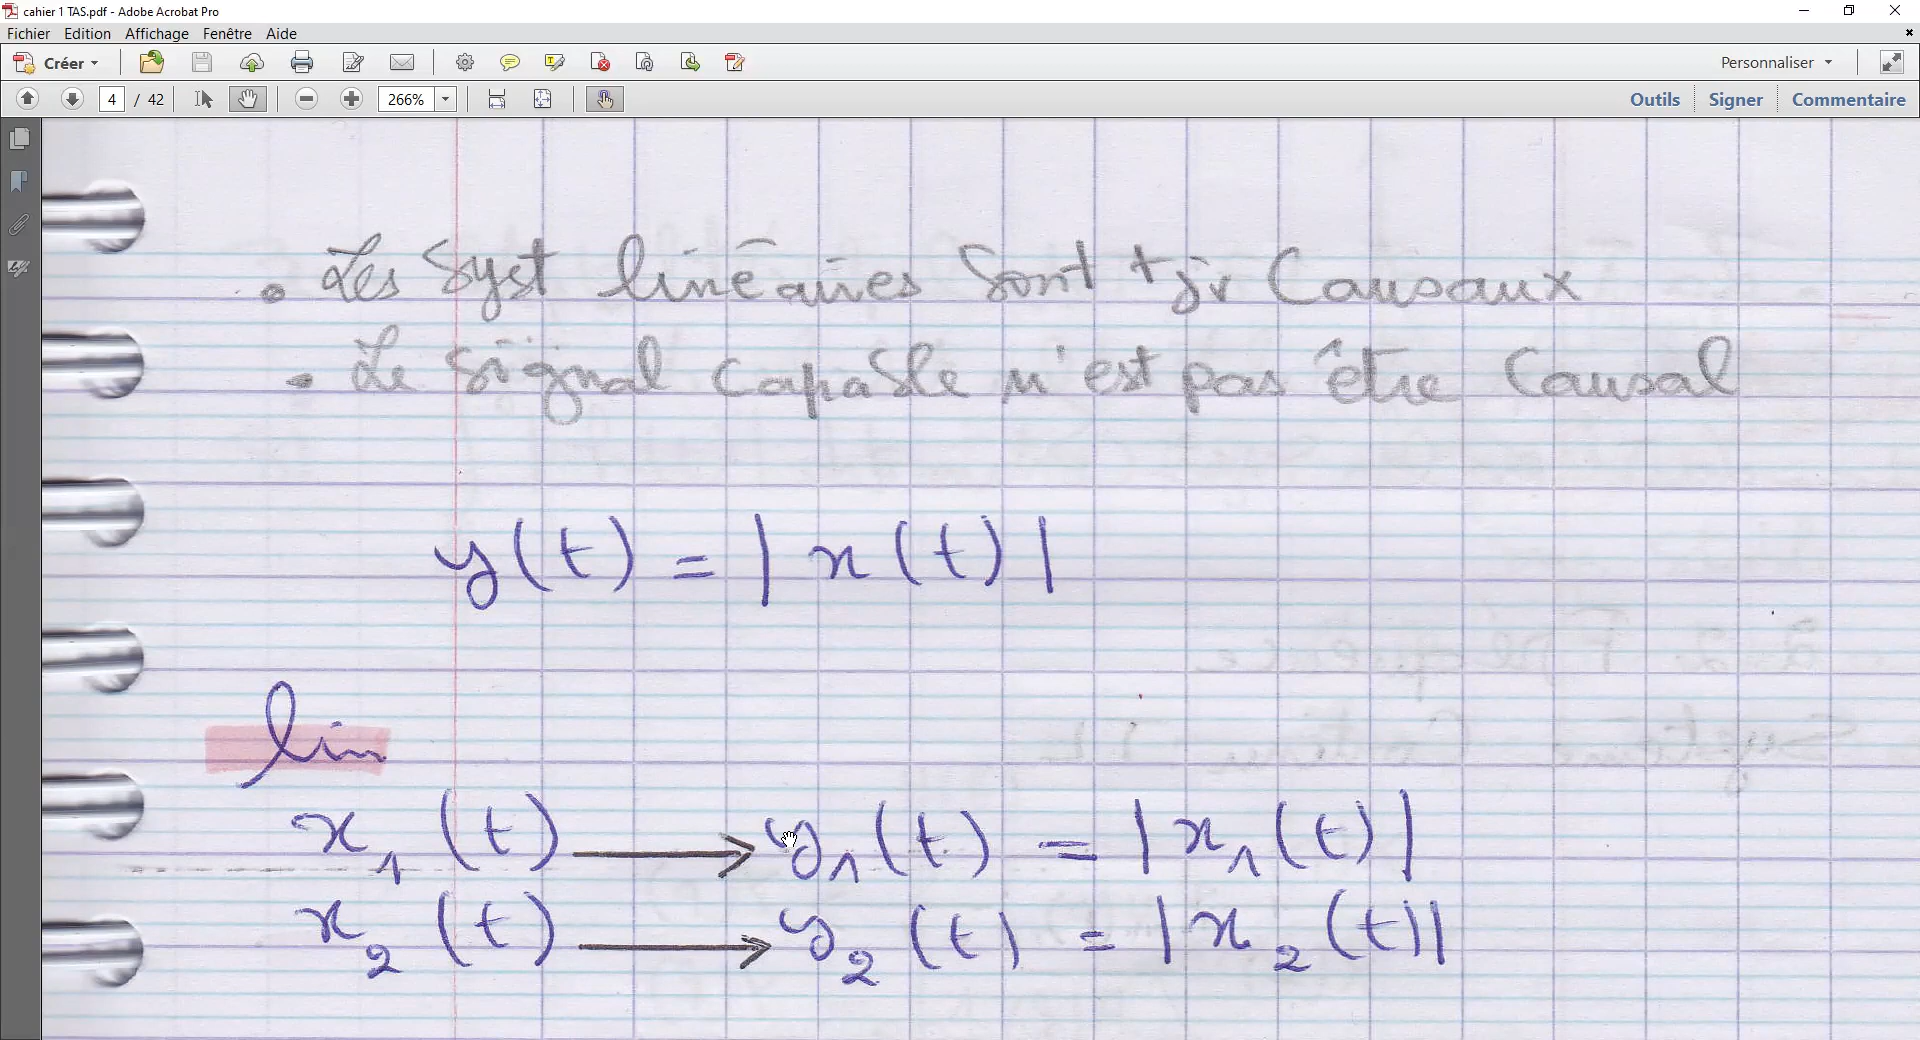 cahier 1 TAS.pdf - Adobe Acrobat Pro
Fichier Edition Affichage Fenêtre Aide
Créer
Personnaliser
4 / 42
266%
Outils Signer Commentaire
• Les Syst linéaires Sont tjr Causaux
• Le signal capable n'est pas être Causal
y(t) = | x(t) |
lin
x₁(t) → y₁(t) = | x₁(t) |
x₂(t) → y₂(t) = | x₂(t) |